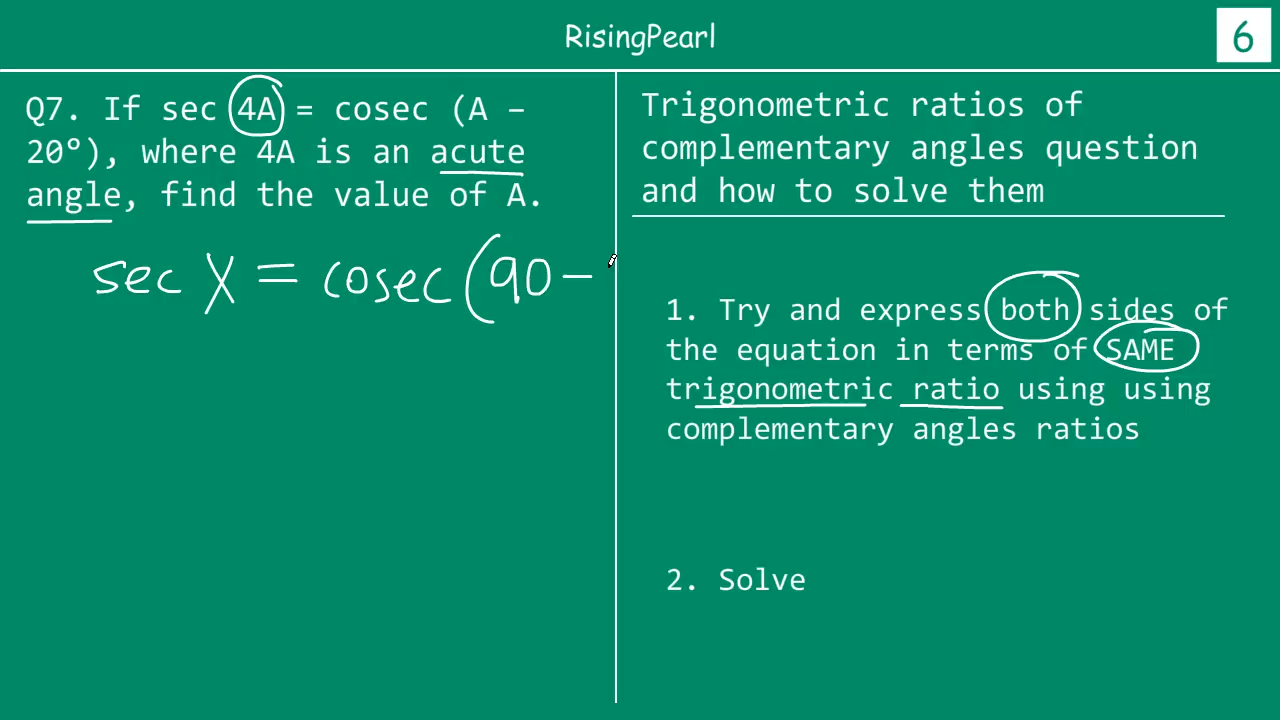 RisingPearl
6
Q7. If sec 4A = cosec (A –
20°), where 4A is an acute
angle, find the value of A.
sec X = cosec (90 –
Trigonometric ratios of
complementary angles question
and how to solve them
1. Try and express both sides of
the equation in terms of SAME
trigonometric ratio using using
complementary angles ratios
2. Solve